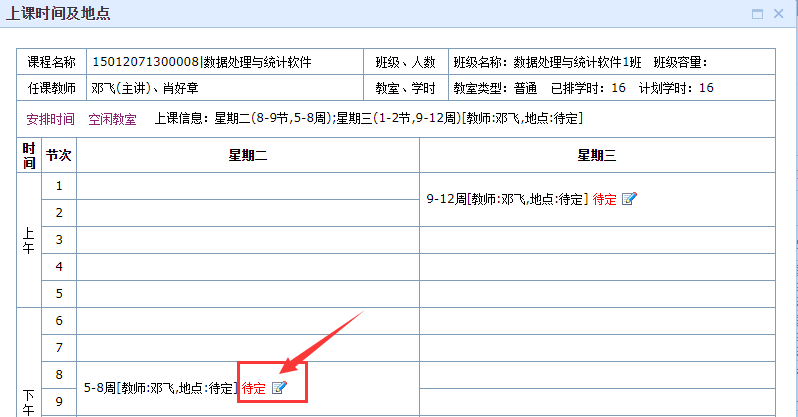 上课时间及地点
课程名称 15012071300008|数据处理与统计软件 班级、人数 班级名称：数据处理与统计软件1班 班级容量：
任课教师 邓飞(主讲)、肖好章 教室、学时 教室类型：普通 已排学时：16 计划学时：16
安排时间 空闲教室 上课信息：星期二(8-9节,5-8周);星期三(1-2节,9-12周)[教师:邓飞,地点:待定]
时间 节次 星期二 星期三
上午
1
9-12周[教师:邓飞,地点:待定] 待定
2
3
4
5
下午
6
7
8
5-8周[教师:邓飞,地点:待定] 待定
9